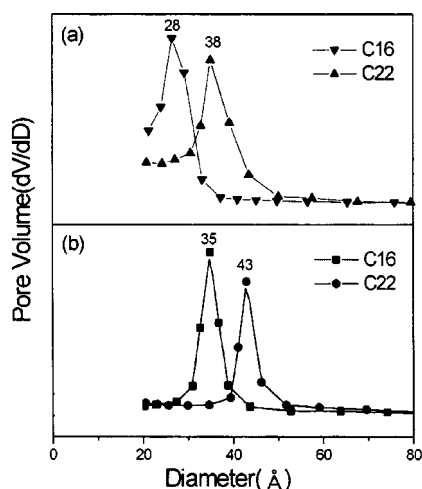 (a)
28
38
C16
C22
Pore Volume(dV/dD)
(b)
35
43
C16
C22
0 20 40 60 80
Diameter(Å)